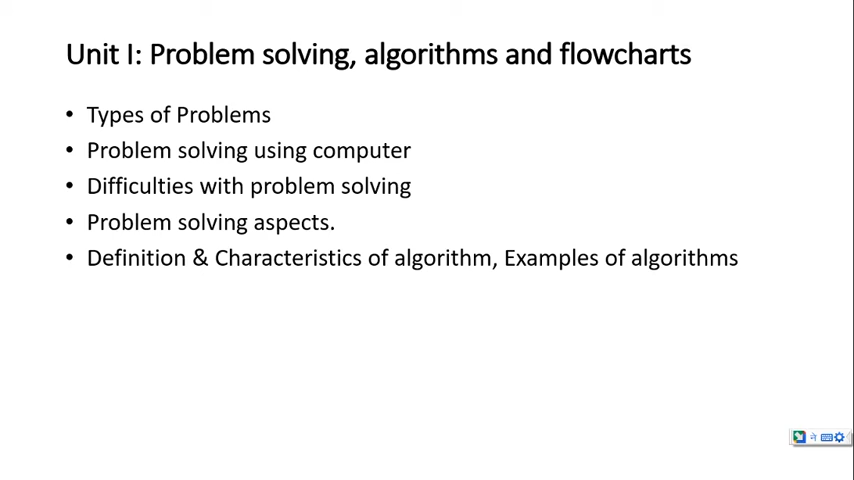 Unit I: Problem solving, algorithms and flowcharts
• Types of Problems
• Problem solving using computer
• Difficulties with problem solving
• Problem solving aspects.
• Definition & Characteristics of algorithm, Examples of algorithms